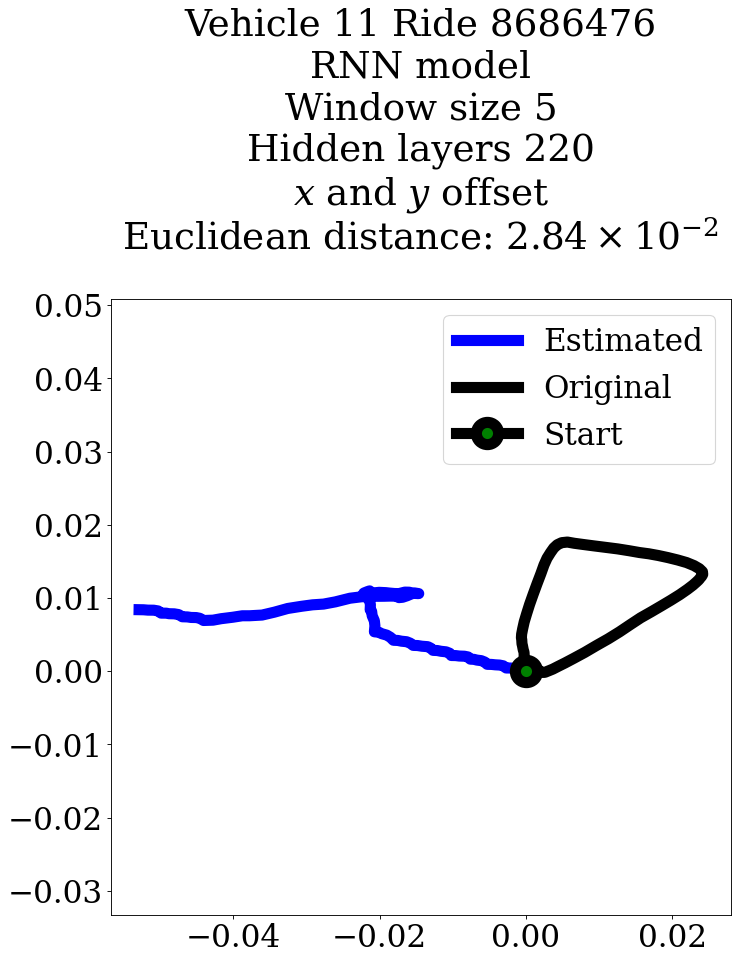 Vehicle 11 Ride 8686476
RNN model
Window size 5
Hidden layers 220
x and y offset
Euclidean distance: 2.84 × 10⁻²
0.05
0.04
0.03
0.02
0.01
0.00
−0.01
−0.02
−0.03
Estimated
Original
Start
−0.04
−0.02
0.00
0.02